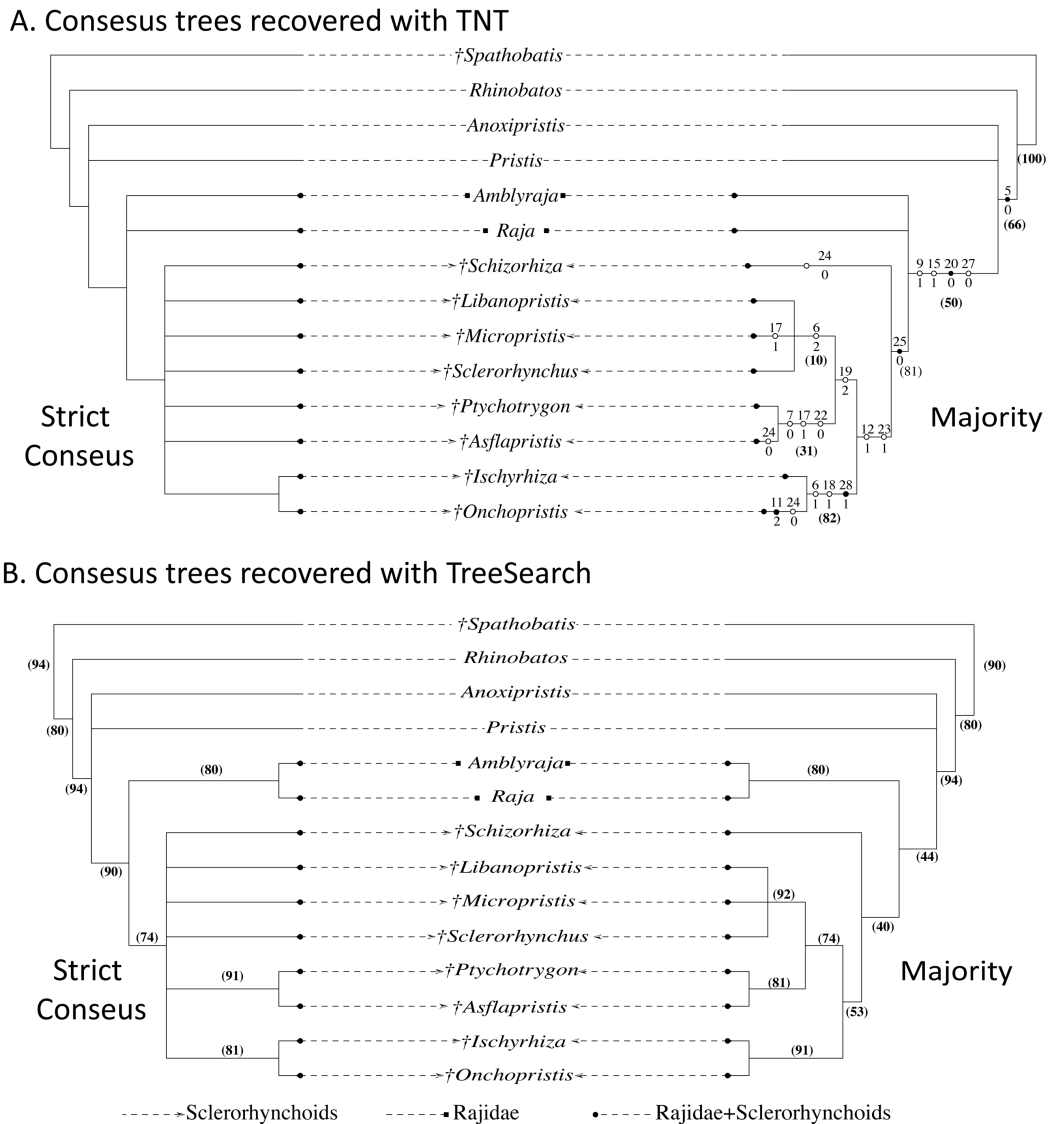 A. Consesus trees recovered with TNT
†Spathobatis
Rhinobatos
Anoxipristis
Pristis
(100)
5
0
(66)
Amblyraja
Raja
9 15 20 27
1 1 0 0
(50)
†Schizorhiza
24
0
†Libanopristis
†Micropristis
17
1
6
2
(10)
25
0
(81)
†Sclerorhynchus
19
2
†Ptychotrygon
Strict
Conseus
Majority
7 17 22
0 1 0
(31)
†Asflapristis
24
0
12 23
1 1
†Ischyrhiza
6 18 28
1 1 1
(82)
†Onchopristis
11 24
2 0
B. Consesus trees recovered with TreeSearch
†Spathobatis
(94)
(90)
Rhinobatos
(80)
(80)
Anoxipristis
Pristis
(94)
(94)
Amblyraja
(80)
(80)
Raja
†Schizorhiza
(90)
(44)
†Libanopristis
(92)
†Micropristis
(40)
†Sclerorhynchus
(74)
(74)
†Ptychotrygon
(91)
(81)
Strict
Conseus
Majority
†Asflapristis
(53)
†Ischyrhiza
(81)
(91)
†Onchopristis
Sclerorhynchoids
Rajidae
Rajidae+Sclerorhynchoids